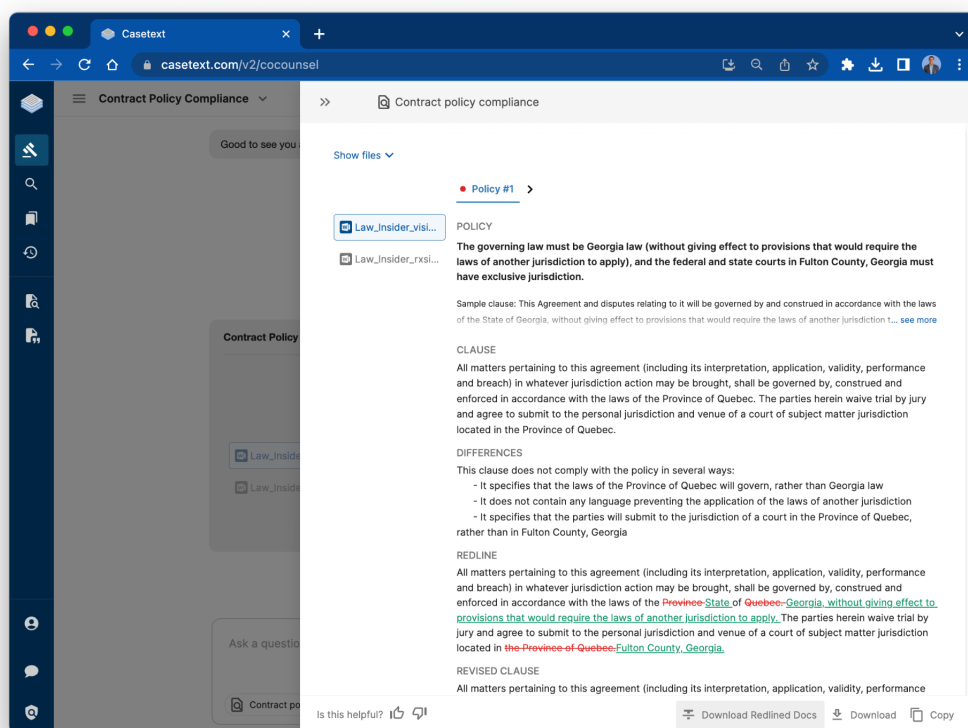 Casetext
casetext.com/v2/cocounsel
Contract Policy Compliance
Good to see you
Contract Policy
Law_Inside
Law_Inside
Ask a questio
Contract po
Contract policy compliance
Show files
Law_Insider_visi...
Law_Insider_rxsi...
Policy #1
POLICY
The governing law must be Georgia law (without giving effect to provisions that would require the
laws of another jurisdiction to apply), and the federal and state courts in Fulton County, Georgia must
have exclusive jurisdiction.
Sample clause: This Agreement and disputes relating to it will be governed by and construed in accordance with the laws
of the State of Georgia, without giving effect to provisions that would require the laws of another jurisdiction t... see more
CLAUSE
All matters pertaining to this agreement (including its interpretation, application, validity, performance
and breach) in whatever jurisdiction action may be brought, shall be governed by, construed and
enforced in accordance with the laws of the Province of Quebec. The parties herein waive trial by jury
and agree to submit to the personal jurisdiction and venue of a court of subject matter jurisdiction
located in the Province of Quebec.
DIFFERENCES
This clause does not comply with the policy in several ways:
- It specifies that the laws of the Province of Quebec will govern, rather than Georgia law
- It does not contain any language preventing the application of the laws of another jurisdiction
- It specifies that the parties will submit to the jurisdiction of a court in the Province of Quebec,
rather than in Fulton County, Georgia
REDLINE
All matters pertaining to this agreement (including its interpretation, application, validity, performance
and breach) in whatever jurisdiction action may be brought, shall be governed by, construed and
enforced in accordance with the laws of the Province State of Quebec. Georgia, without giving effect to
provisions that would require the laws of another jurisdiction to apply. The parties herein waive trial by
jury and agree to submit to the personal jurisdiction and venue of a court of subject matter jurisdiction
located in the Province of Quebec.Fulton County, Georgia.
REVISED CLAUSE
All matters pertaining to this agreement (including its interpretation, application, validity, performance
Is this helpful?
Download Redlined Docs
Download
Copy